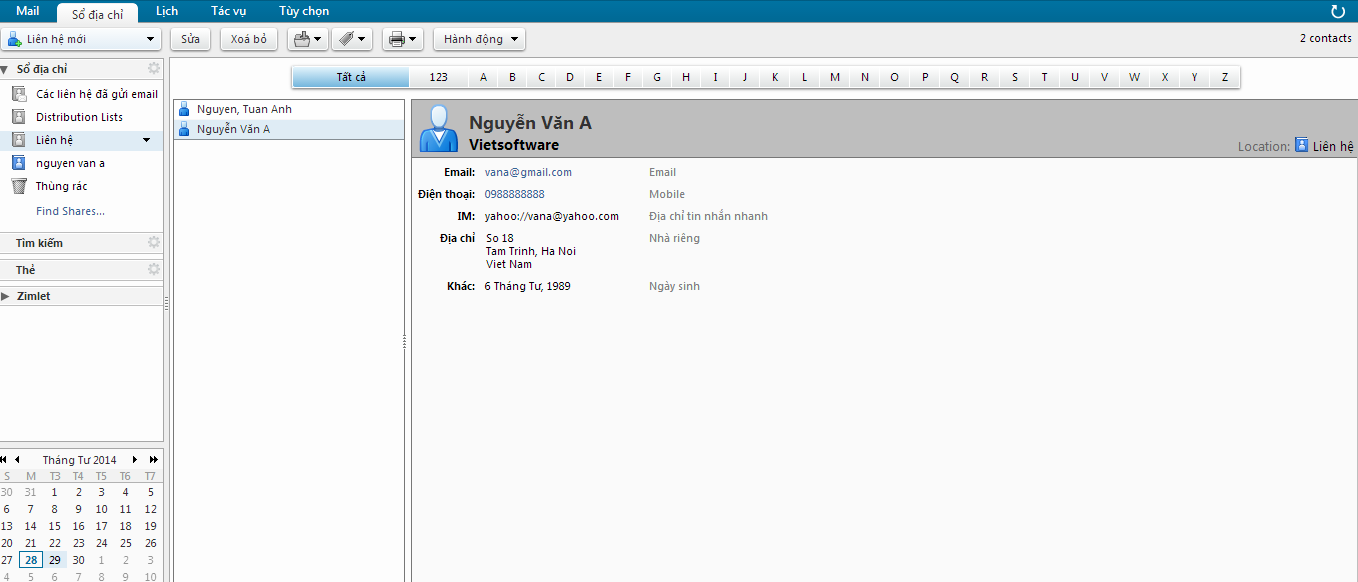 Mail Sổ địa chỉ Lịch Tác vụ Tùy chọn
Liên hệ mới Sửa Xoá bỏ Hành động 2 contacts
Sổ địa chỉ
Các liên hệ đã gửi email
Distribution Lists
Liên hệ
nguyen van a
Thùng rác
Find Shares...
Tìm kiếm
Thẻ
Zimlet
Tất cả 123 A B C D E F G H I J K L M N O P Q R S T U V W X Y Z
Nguyen, Tuan Anh
Nguyễn Văn A
Nguyễn Văn A
Vietsoftware
Location: Liên hệ
Email: vana@gmail.com Email
Điện thoại: 0988888888 Mobile
IM: yahoo://vana@yahoo.com Địa chỉ tin nhắn nhanh
Địa chỉ So 18 Nhà riêng
Tam Trinh, Ha Noi
Viet Nam
Khác: 6 Tháng Tư, 1989 Ngày sinh
Tháng Tư 2014
S M T3 T4 T5 T6 T7
30 31 1 2 3 4 5
6 7 8 9 10 11 12
13 14 15 16 17 18 19
20 21 22 23 24 25 26
27 28 29 30 1 2 3
4 5 6 7 8 9 10